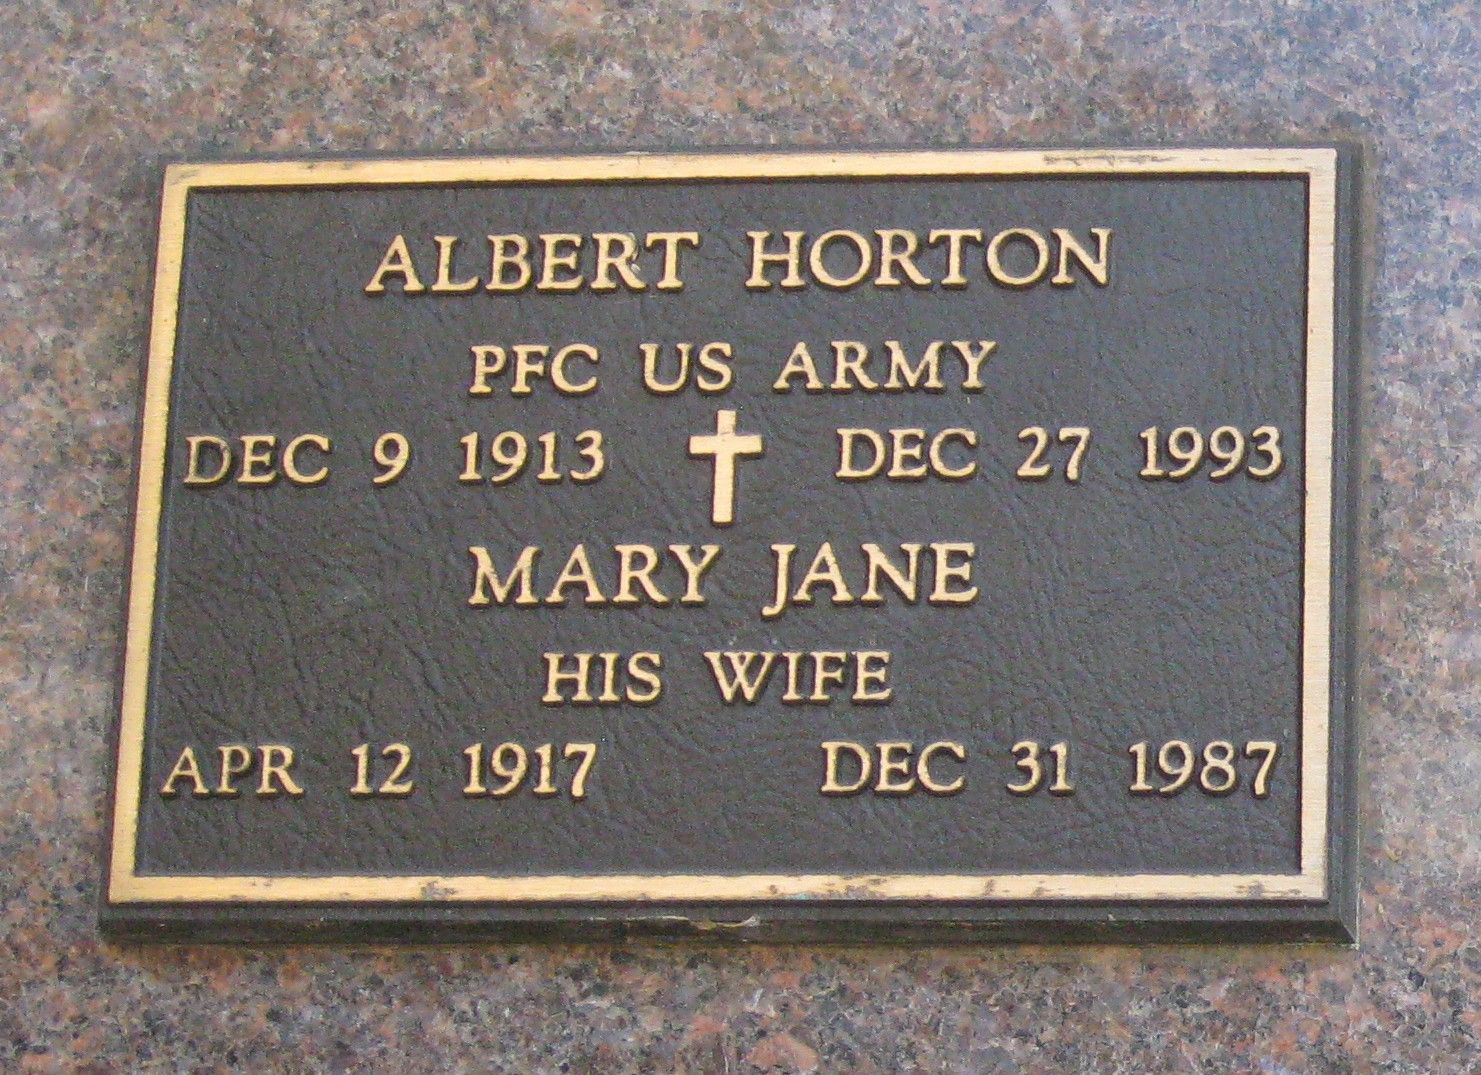 ALBERT HORTON
PFC US ARMY
DEC 9 1913 DEC 27 1993
MARY JANE
HIS WIFE
APR 12 1917 DEC 31 1987